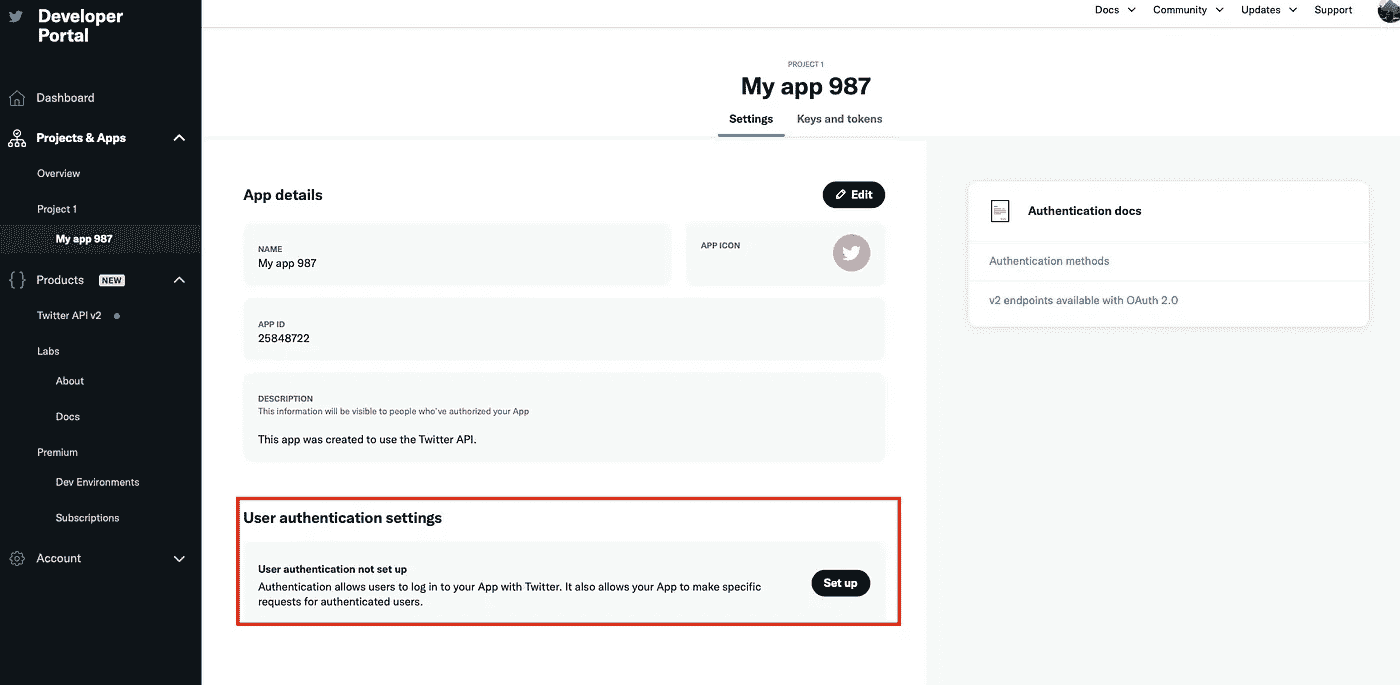 Developer
Portal
Docs
Community
Updates
Support
Dashboard
Projects & Apps
Overview
Project 1
My app 987
Products NEW
Twitter API v2
Labs
About
Docs
Premium
Dev Environments
Subscriptions
Account
PROJECT 1
My app 987
Settings
Keys and tokens
App details
Edit
NAME
My app 987
APP ICON
APP ID
25848722
DESCRIPTION
This information will be visible to people who've authorized your App
This app was created to use the Twitter API.
User authentication settings
User authentication not set up
Authentication allows users to log in to your App with Twitter. It also allows your App to make specific
requests for authenticated users.
Set up
Authentication docs
Authentication methods
v2 endpoints available with OAuth 2.0